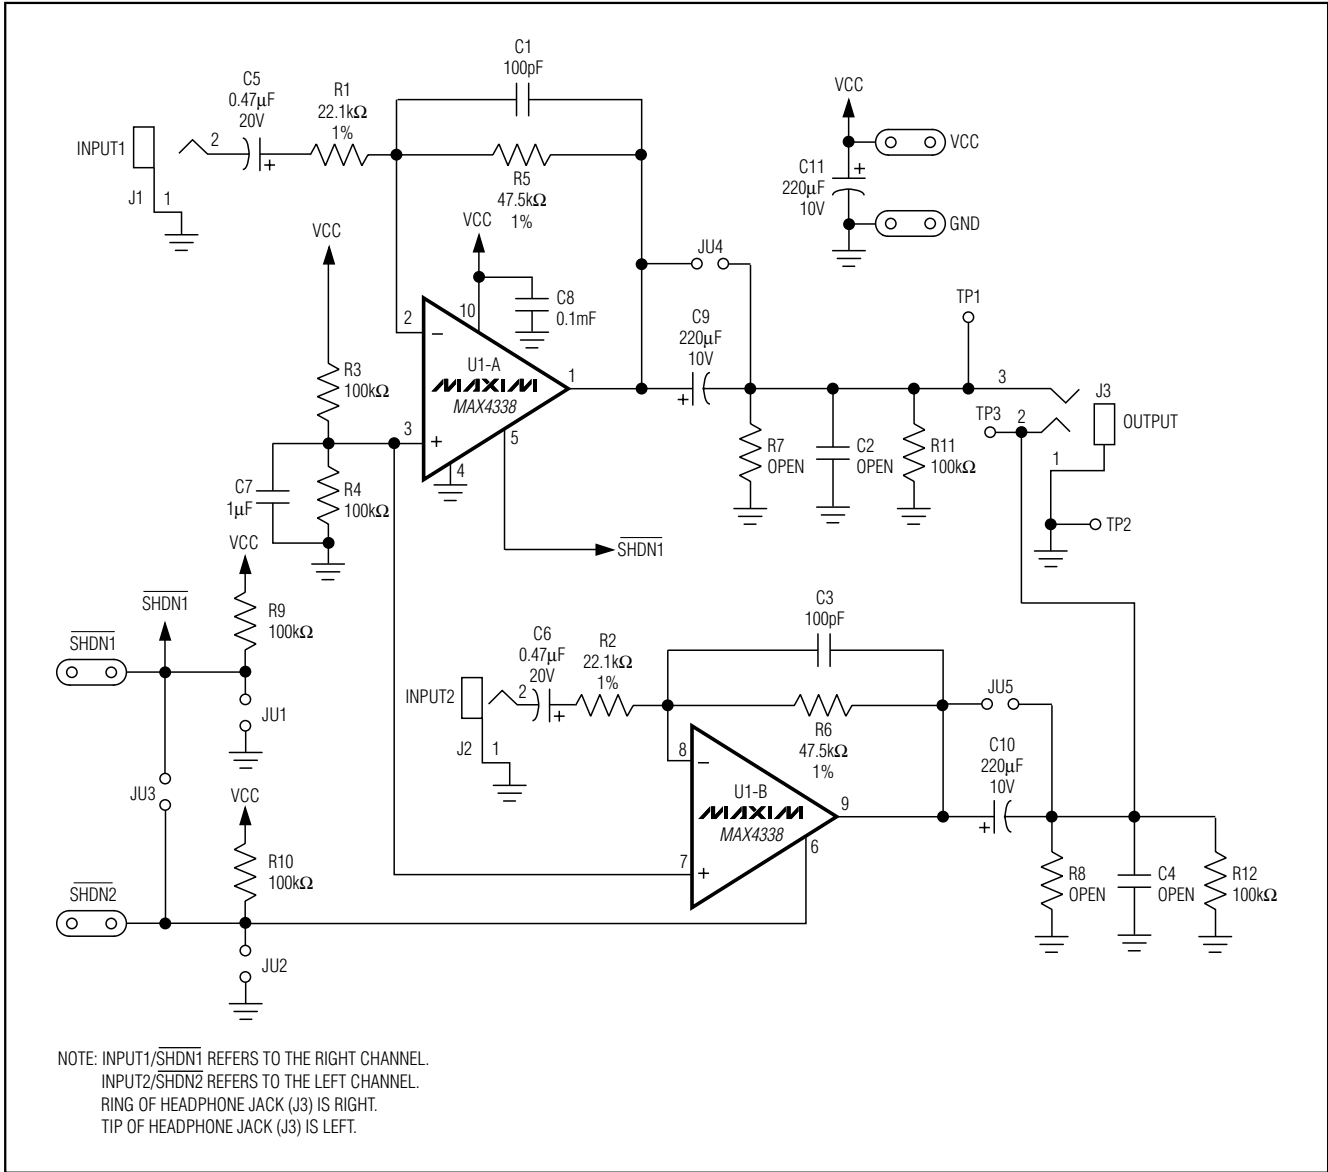 C1
100pF
C5
0.47µF
20V
R1
22.1kΩ
1%
INPUT1
2
+
J1
1
R5
47.5kΩ
1%
VCC
VCC
10
C8
0.1mF
2
−
U1-A
MAXIM
MAX4338
1
3
+
5
4
R3
100kΩ
C7
1µF
R4
100kΩ
SHDN1
JU4
C9
220µF
10V
+
VCC
VCC
C11
220µF
10V
+
GND
TP1
3
J3
OUTPUT
TP3
2
1
TP2
R7
OPEN
C2
OPEN
R11
100kΩ
VCC
R9
100kΩ
SHDN1
SHDN1
JU1
JU3
VCC
R10
100kΩ
SHDN2
JU2
C3
100pF
C6
0.47µF
20V
R2
22.1kΩ
1%
INPUT2
2
+
J2
1
R6
47.5kΩ
1%
8
−
U1-B
MAXIM
MAX4338
9
7
+
6
JU5
C10
220µF
10V
+
R8
OPEN
C4
OPEN
R12
100kΩ
NOTE: INPUT1/SHDN1 REFERS TO THE RIGHT CHANNEL.
INPUT2/SHDN2 REFERS TO THE LEFT CHANNEL.
RING OF HEADPHONE JACK (J3) IS RIGHT.
TIP OF HEADPHONE JACK (J3) IS LEFT.